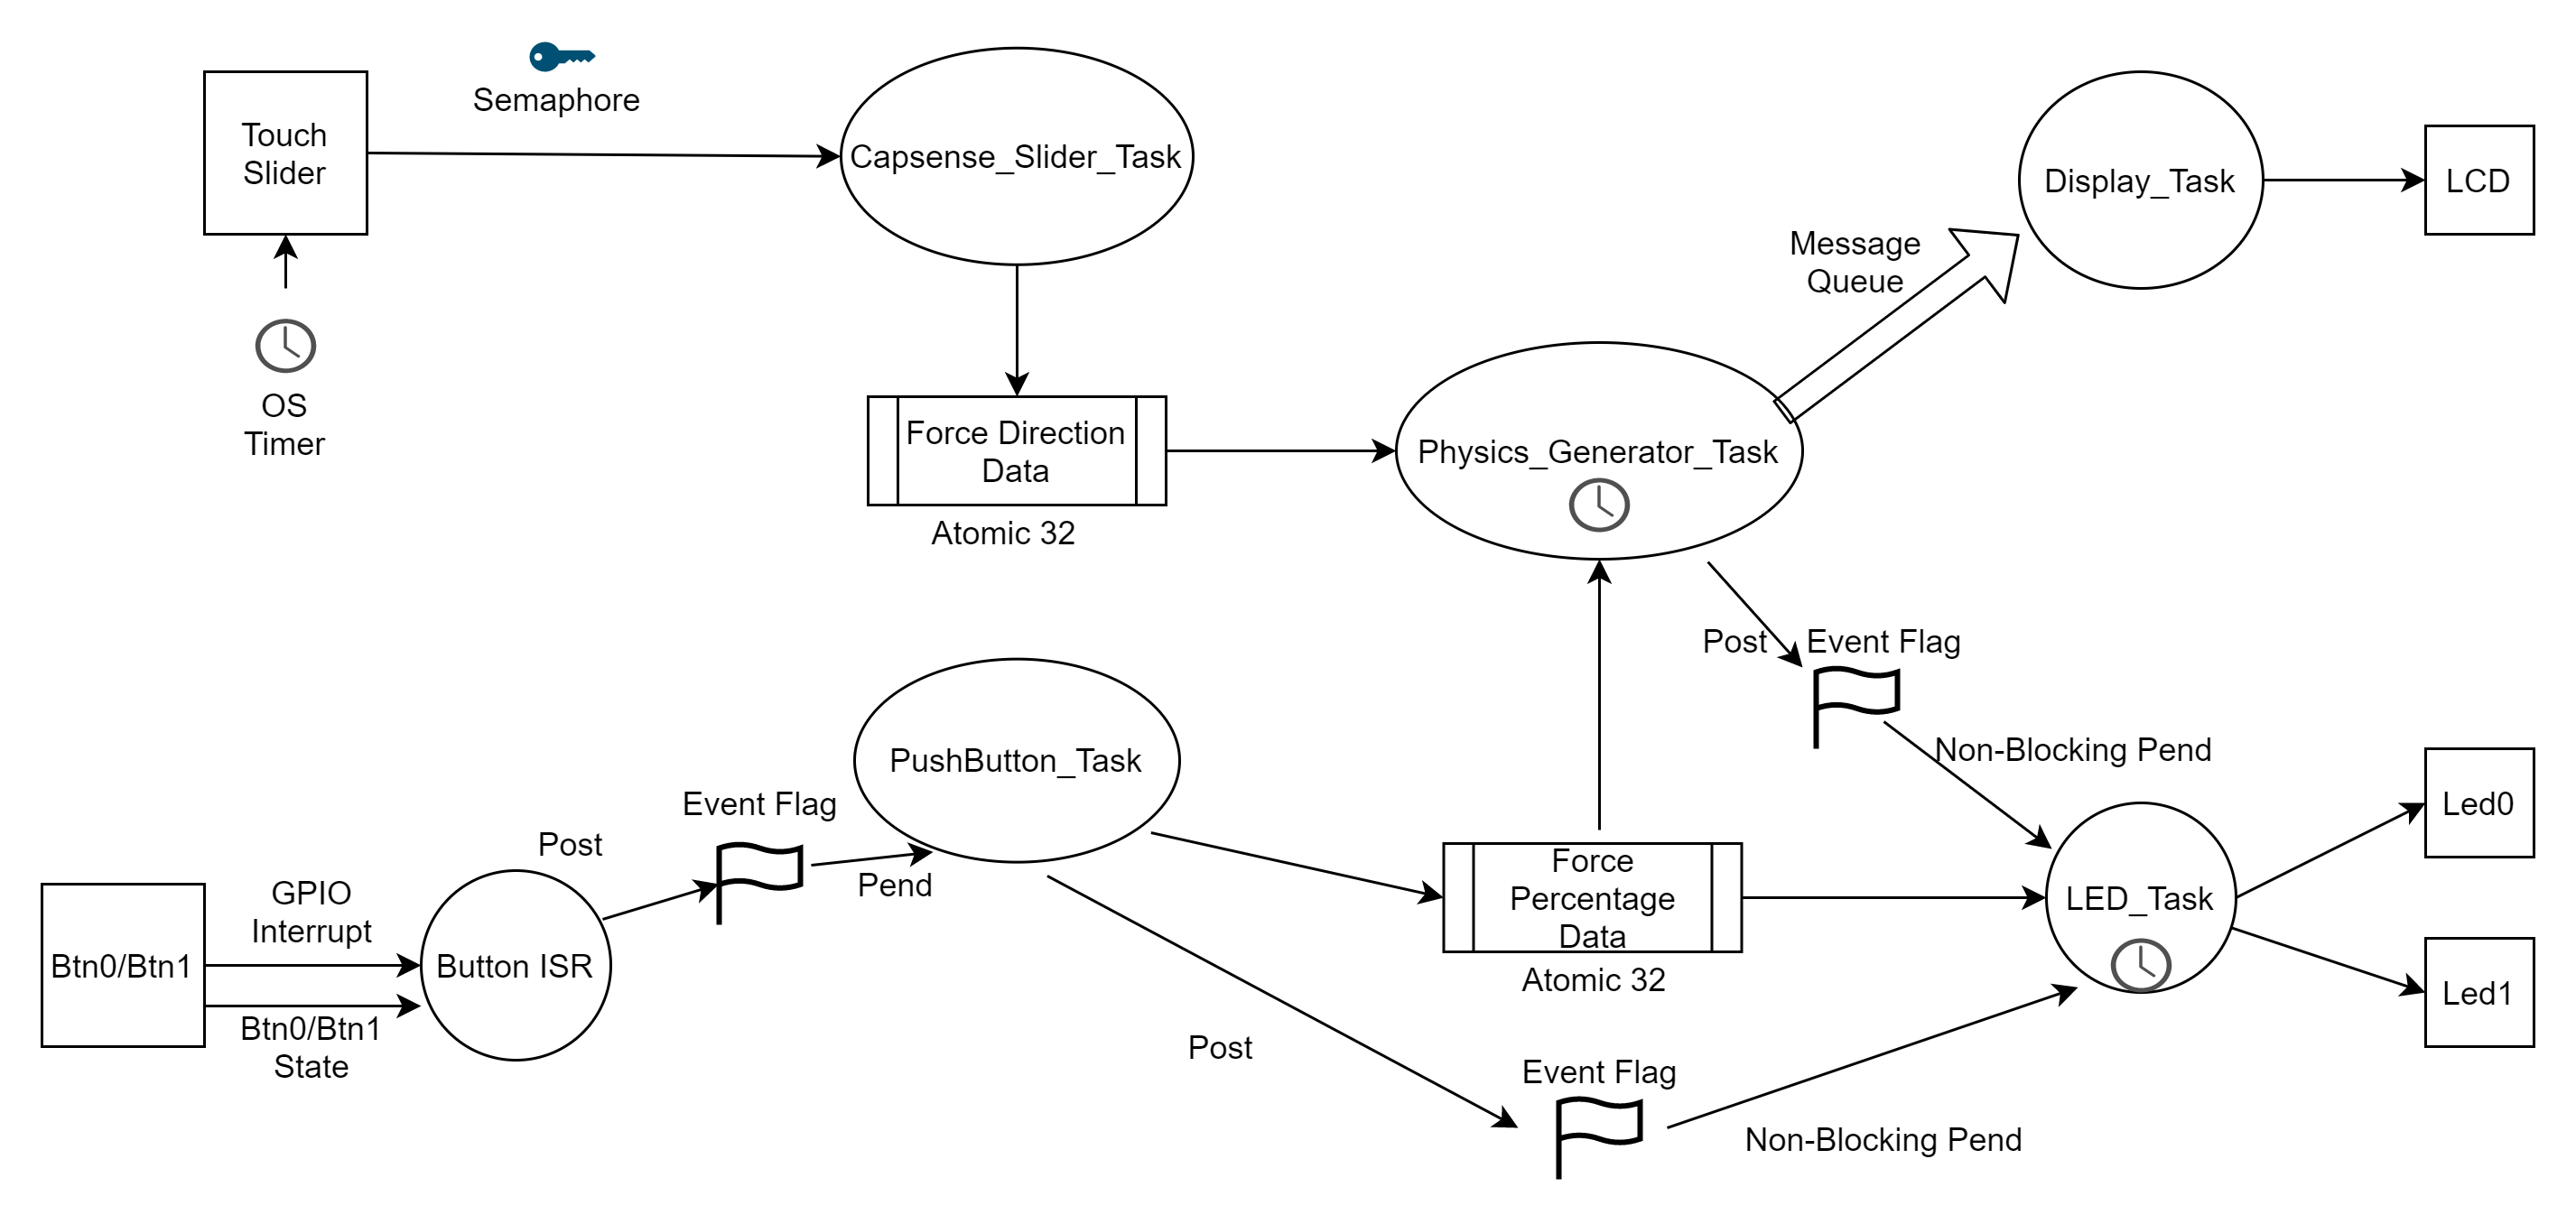 Semaphore
Touch
Slider
Capsense_Slider_Task
OS
Timer
Force Direction
Data
Atomic 32
Physics_Generator_Task
Message
Queue
Display_Task
LCD
Post
Event Flag
Non-Blocking Pend
Btn0/Btn1
GPIO
Interrupt
Btn0/Btn1
State
Button ISR
Post
Event Flag
Pend
PushButton_Task
Force
Percentage
Data
Atomic 32
LED_Task
Led0
Led1
Post
Event Flag
Non-Blocking Pend